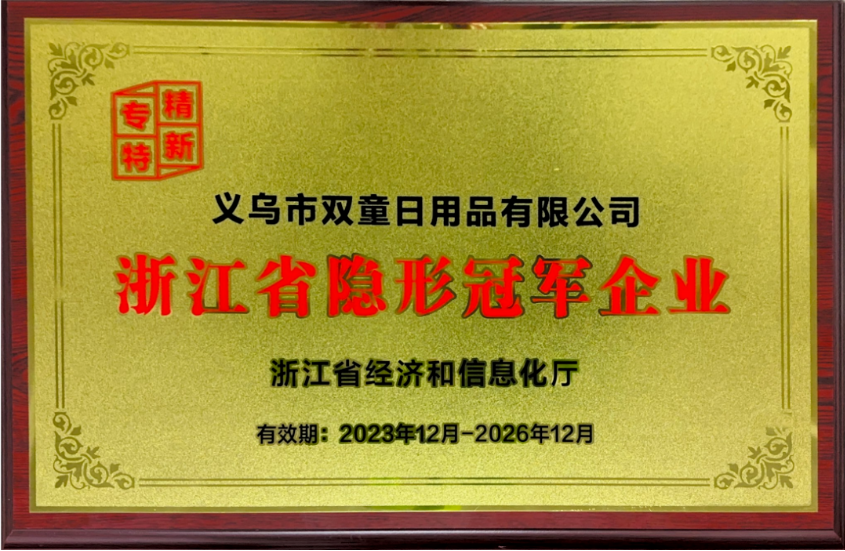 专精
特新
义乌市双童日用品有限公司
浙江省隐形冠军企业
浙江省经济和信息化厅
有效期：2023年12月-2026年12月